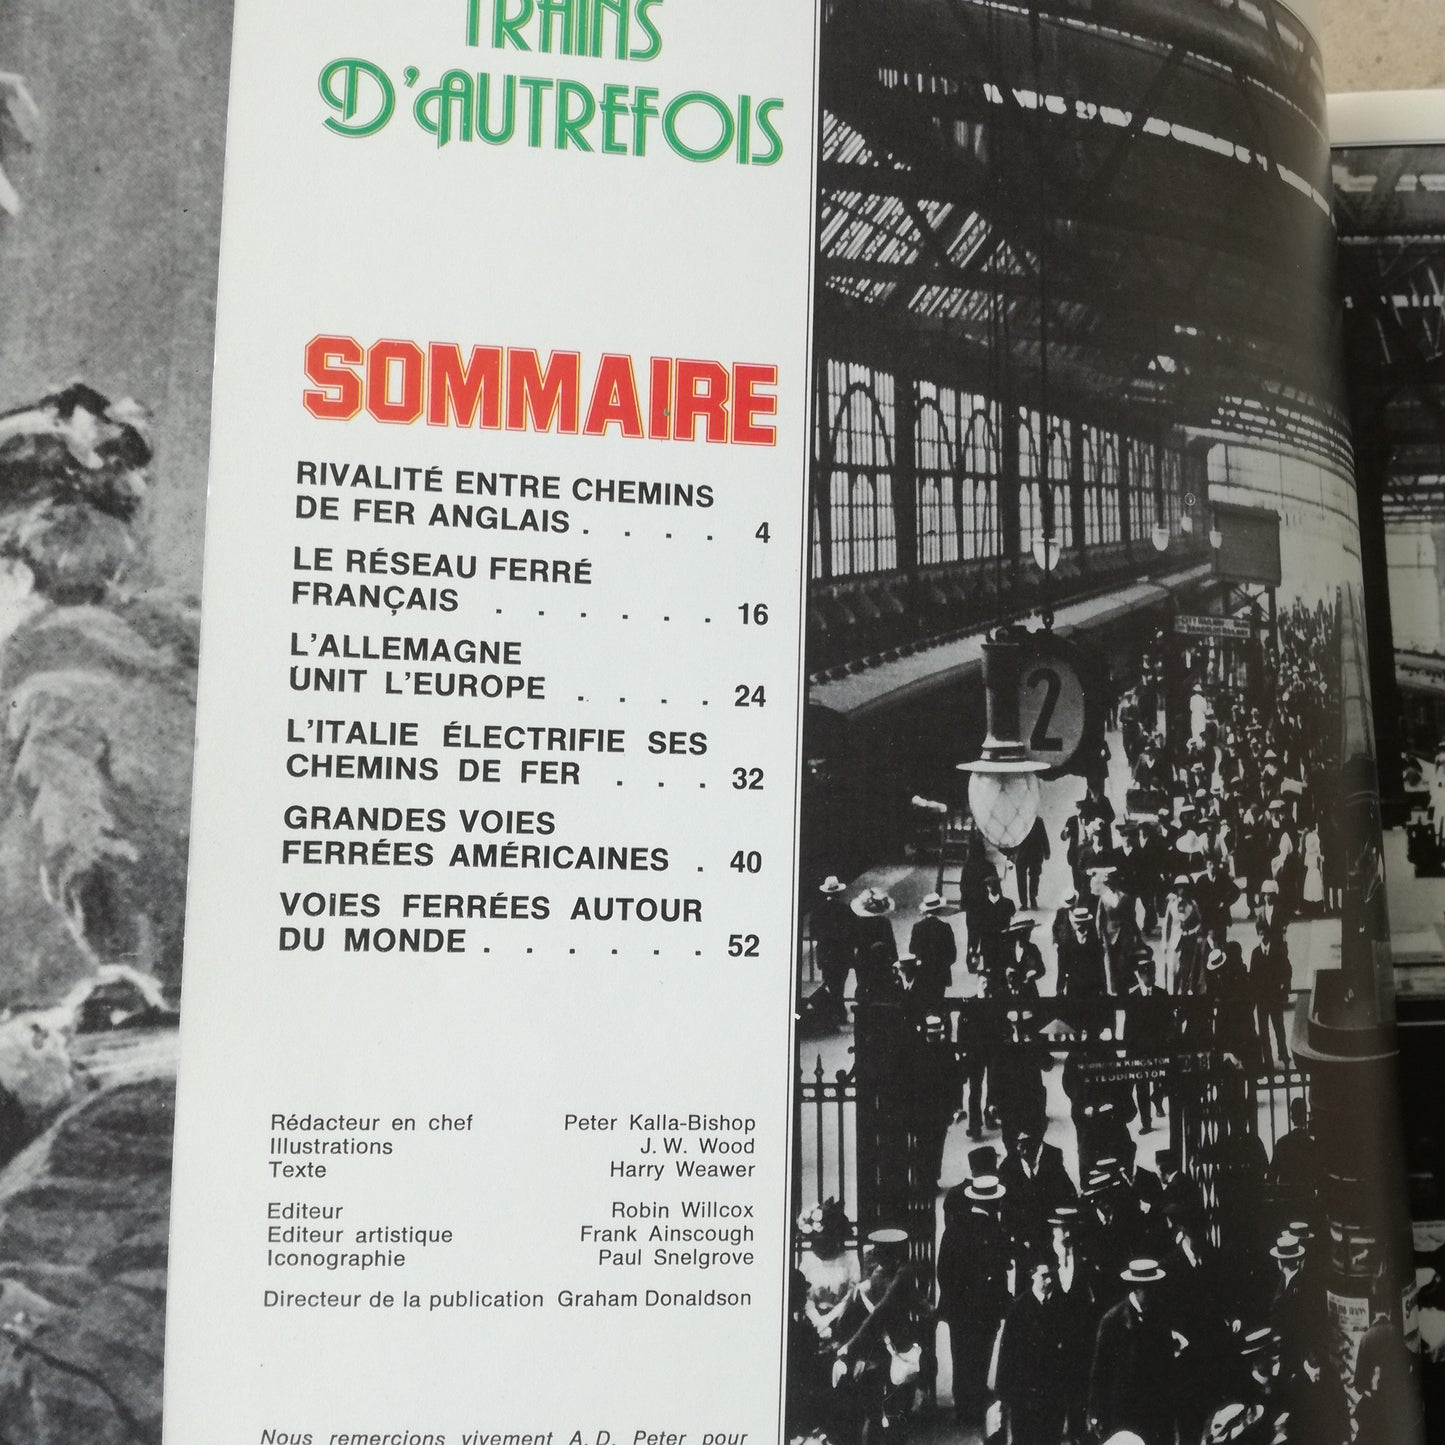 TRAINS
D'AUTREFOIS
SOMMAIRE
RIVALITÉ ENTRE CHEMINS
DE FER ANGLAIS . . . . 4
LE RÉSEAU FERRÉ
FRANÇAIS . . . . . . 16
L'ALLEMAGNE
UNIT L'EUROPE . . . . 24
L'ITALIE ÉLECTRIFIE SES
CHEMINS DE FER . . . 32
GRANDES VOIES
FERRÉES AMÉRICAINES . 40
VOIES FERRÉES AUTOUR
DU MONDE . . . . . . 52
Rédacteur en chef Peter Kalla-Bishop
Illustrations J. W. Wood
Texte Harry Weawer
Editeur Robin Willcox
Editeur artistique Frank Ainscough
Iconographie Paul Snelgrove
Directeur de la publication Graham Donaldson
Nous remercions vivement A. D. Peter pour
2
KINGSTON
& TEDDINGTON